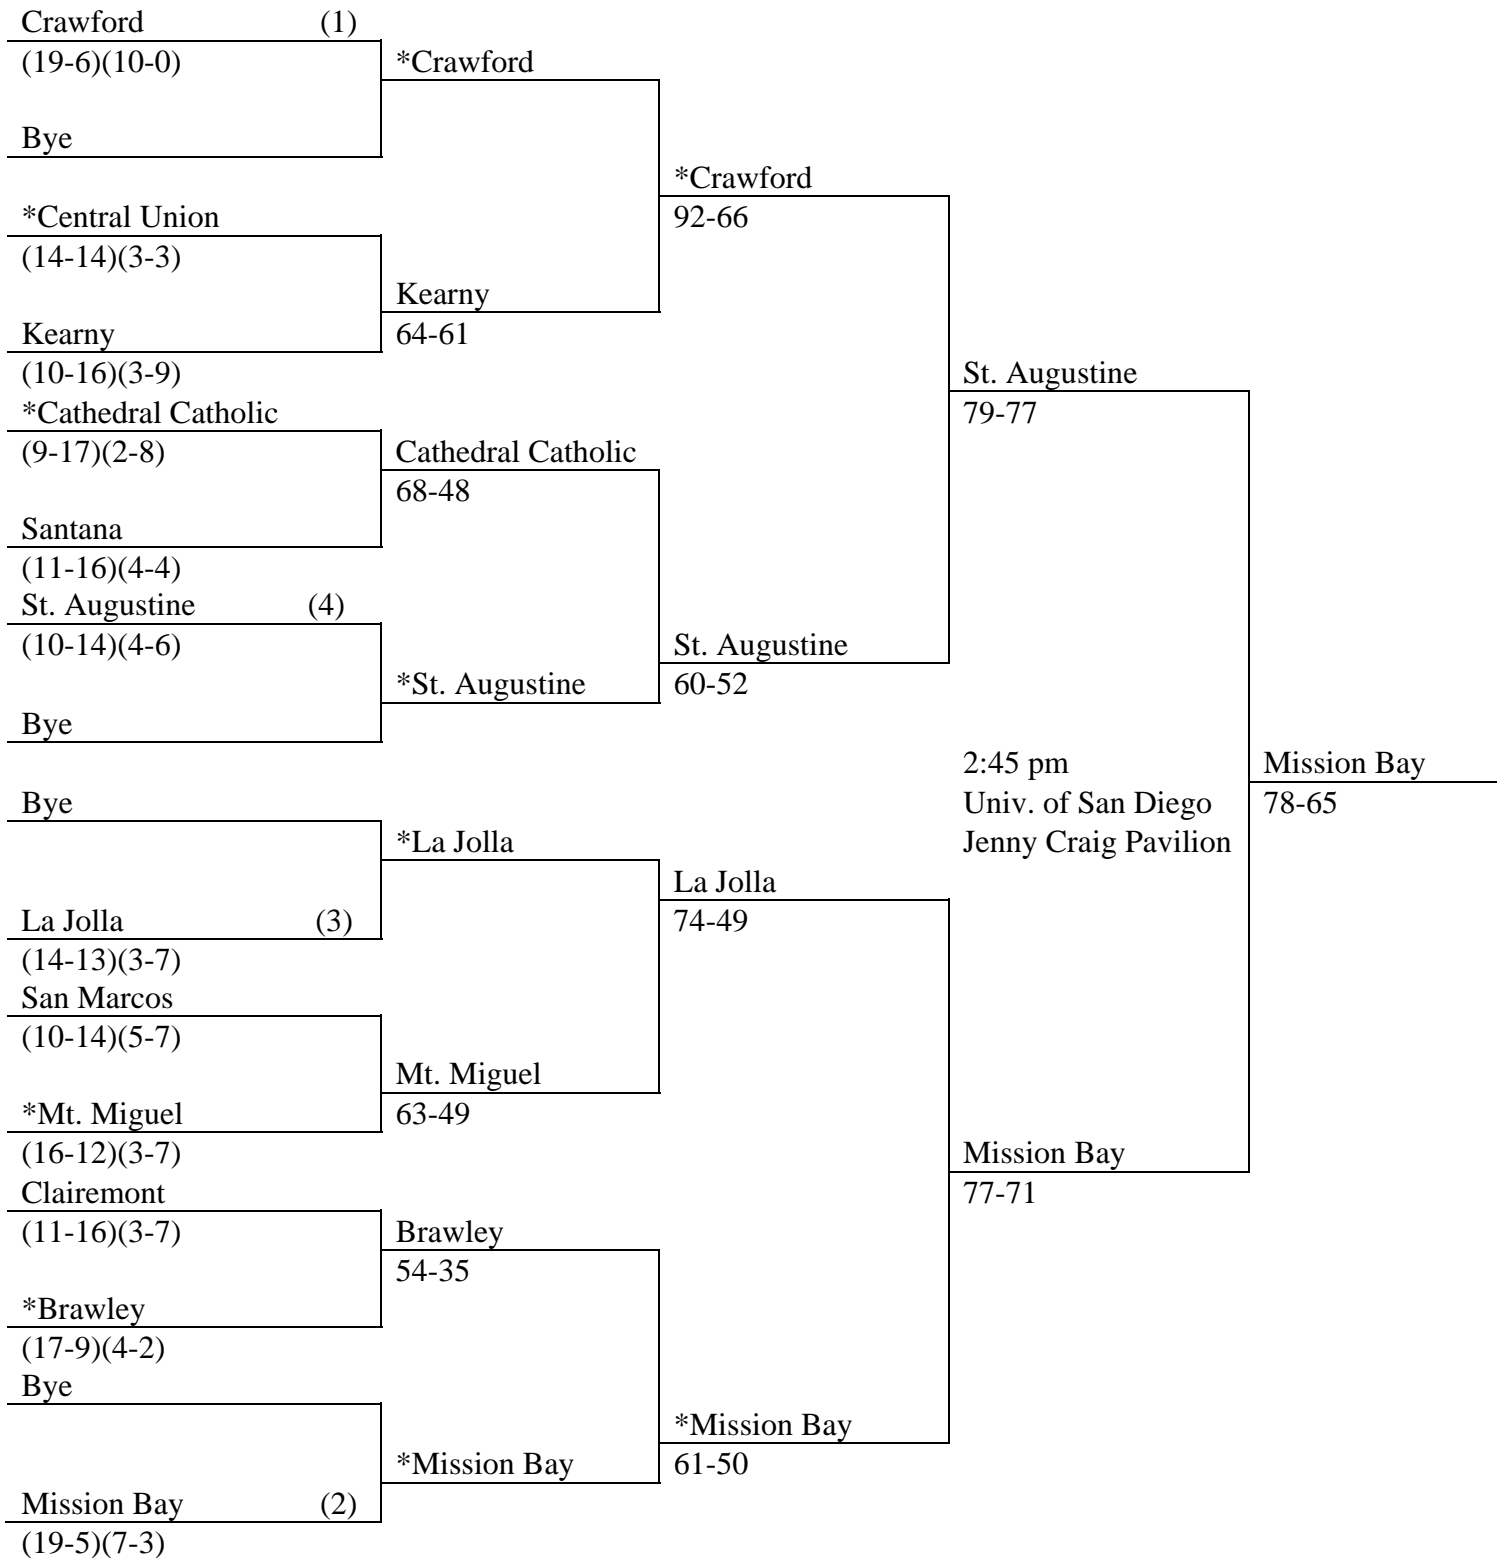 Crawford (1)
(19-6)(10-0)
Bye
*Central Union
(14-14)(3-3)
Kearny
(10-16)(3-9)
*Cathedral Catholic
(9-17)(2-8)
Santana
(11-16)(4-4)
St. Augustine (4)
(10-14)(4-6)
Bye
Bye
La Jolla (3)
(14-13)(3-7)
San Marcos
(10-14)(5-7)
*Mt. Miguel
(16-12)(3-7)
Clairemont
(11-16)(3-7)
*Brawley
(17-9)(4-2)
Bye
Mission Bay (2)
(19-5)(7-3)
*Crawford
Kearny
64-61
Cathedral Catholic
68-48
*St. Augustine
*La Jolla
Mt. Miguel
63-49
Brawley
54-35
*Mission Bay
*Crawford
92-66
St. Augustine
60-52
La Jolla
74-49
*Mission Bay
61-50
St. Augustine
79-77
2:45 pm
Univ. of San Diego
Jenny Craig Pavilion
Mission Bay
77-71
Mission Bay
78-65